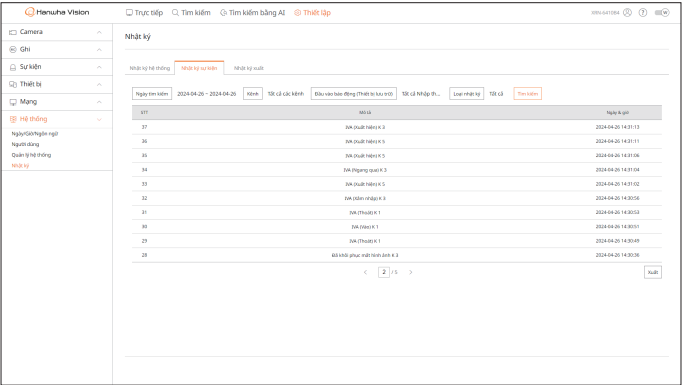 Hanwha Vision
Trực tiếp Tìm kiếm Tìm kiếm bằng AI Thiết lập
Camera
Ghi
Sự kiện
Thiết bị
Mạng
Hệ thống
Ngày/Giờ/Ngôn ngữ
Người dùng
Quản lý hệ thống
Nhật ký
Nhật ký
Nhật ký hệ thống Nhật ký sự kiện Nhật ký xuất
Ngày tìm kiếm 2024-04-26 ~ 2024-04-26 Kênh Tất cả các kênh Đầu vào báo động (Thiết bị lưu trữ) Tất cả Nhập th... Loại nhật ký Tất cả Tìm kiếm
STT Mô tả Ngày & giờ
37 IVA (Xuất hiện) K 3 2024-04-26 14:31:13
36 IVA (Xuất hiện) K 5 2024-04-26 14:31:11
35 IVA (Xuất hiện) K 5 2024-04-26 14:31:06
34 IVA (Ngang qua) K 3 2024-04-26 14:31:04
33 IVA (Xuất hiện) K 5 2024-04-26 14:31:02
32 IVA (Xâm nhập) K 3 2024-04-26 14:30:56
31 IVA (Thoát) K 1 2024-04-26 14:30:53
30 IVA (Vào) K 1 2024-04-26 14:30:51
29 IVA (Thoát) K 1 2024-04-26 14:30:49
28 Đã khôi phục mất hình ảnh K 3 2024-04-26 14:30:36
2 / 5
Xuất